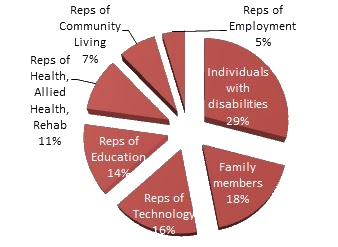 Reps of
Community
Living
7%
Reps of
Employment
5%
Reps of
Health,
Allied
Health,
Rehab
11%
Individuals
with
disabilities
29%
Reps of
Education
14%
Family
members
18%
Reps of
Technology
16%